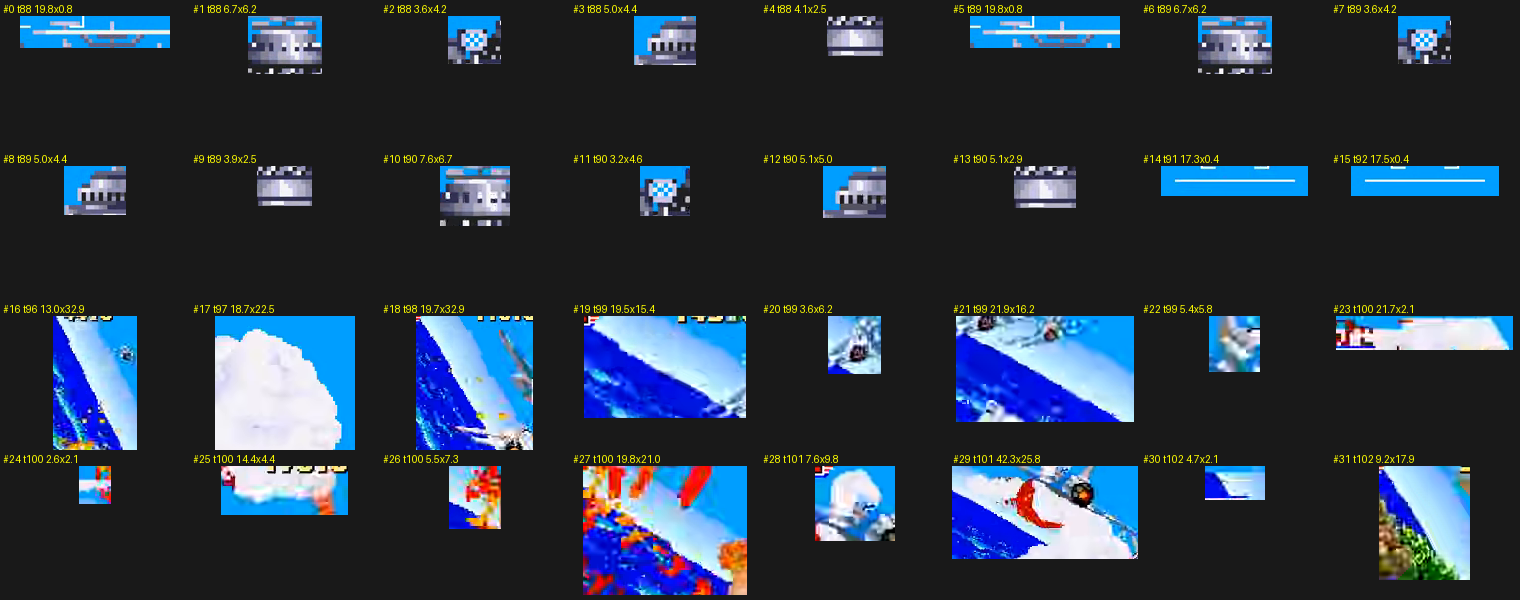 #0 t88 19.8x0.8 #1 t88 6.7x6.2 #2 t88 3.6x4.2 #3 t88 5.0x4.4 #4 t88 4.1x2.5 #5 t89 19.8x0.8 #6 t89 6.7x6.2 #7 t89 3.6x4.2
#8 t89 5.0x4.4 #9 t89 3.9x2.5 #10 t90 7.6x6.7 #11 t90 3.2x4.6 #12 t90 5.1x5.0 #13 t90 5.1x2.9 #14 t91 17.3x0.4 #15 t92 17.5x0.4
#16 t96 13.0x32.9 #17 t97 18.7x22.5 #18 t98 19.7x32.9 #19 t99 19.5x15.4 #20 t99 3.6x6.2 #21 t99 21.9x16.2 #22 t99 5.4x5.8 #23 t100 21.7x2.1
#24 t100 2.6x2.1 #25 t100 14.4x4.4 #26 t100 5.5x7.3 #27 t100 19.8x21.0 #28 t101 7.6x9.8 #29 t101 42.3x25.8 #30 t102 4.7x2.1 #31 t102 9.2x17.9